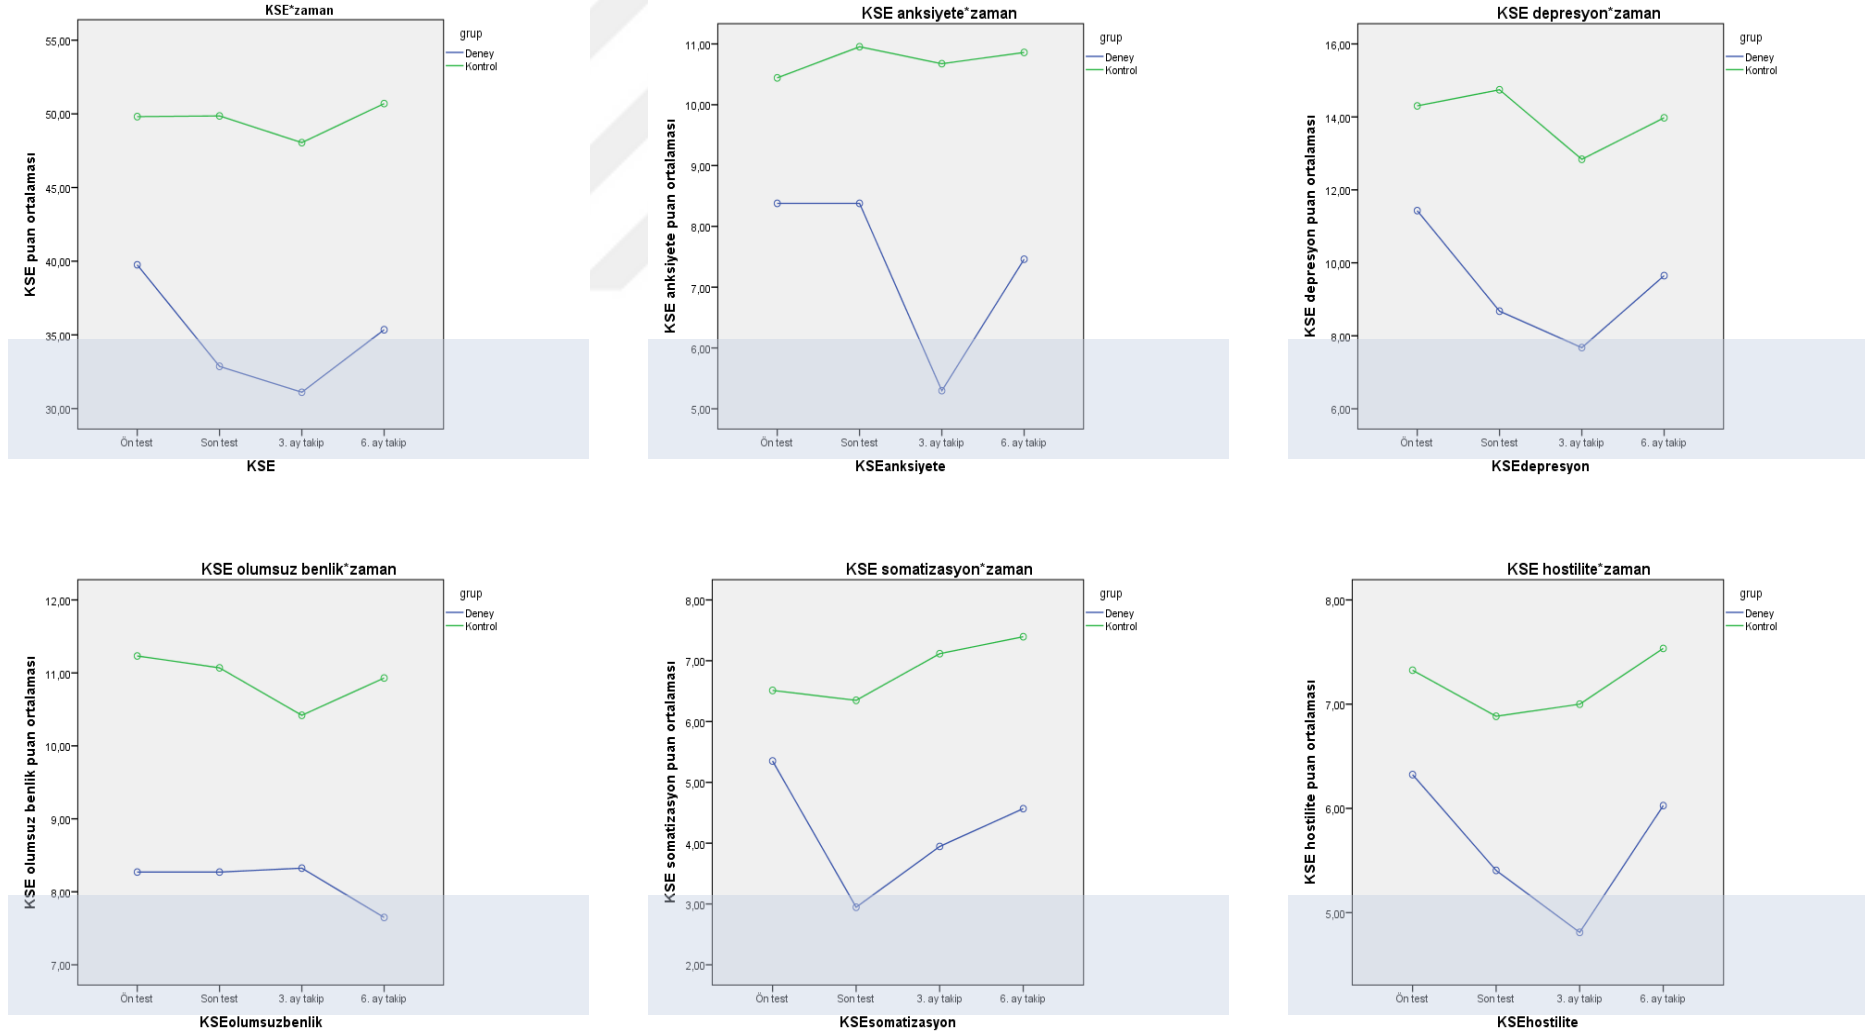 KSE*zaman
grup
Deney
Kontrol
KSE puan ortalaması
55,00
50,00
45,00
40,00
35,00
30,00
Ön test Son test 3. ay takip 6. ay takip
KSE
KSE anksiyete*zaman
grup
Deney
Kontrol
KSE anksiyete puan ortalaması
11,00
10,00
9,00
8,00
7,00
6,00
5,00
Ön test Son test 3. ay takip 6. ay takip
KSEanksiyete
KSE depresyon*zaman
grup
Deney
Kontrol
KSE depresyon puan ortalaması
16,00
14,00
12,00
10,00
8,00
6,00
Ön test Son test 3. ay takip 6. ay takip
KSEdepresyon
KSE olumsuz benlik*zaman
grup
Deney
Kontrol
KSE olumsuz benlik puan ortalaması
12,00
11,00
10,00
9,00
8,00
7,00
Ön test Son test 3. ay takip 6. ay takip
KSEolumsuzbenlik
KSE somatizasyon*zaman
grup
Deney
Kontrol
KSE somatizasyon puan ortalaması
8,00
7,00
6,00
5,00
4,00
3,00
2,00
Ön test Son test 3. ay takip 6. ay takip
KSEsomatizasyon
KSE hostilite*zaman
grup
Deney
Kontrol
KSE hostilite puan ortalaması
8,00
7,00
6,00
5,00
Ön test Son test 3. ay takip 6. ay takip
KSEhostilite